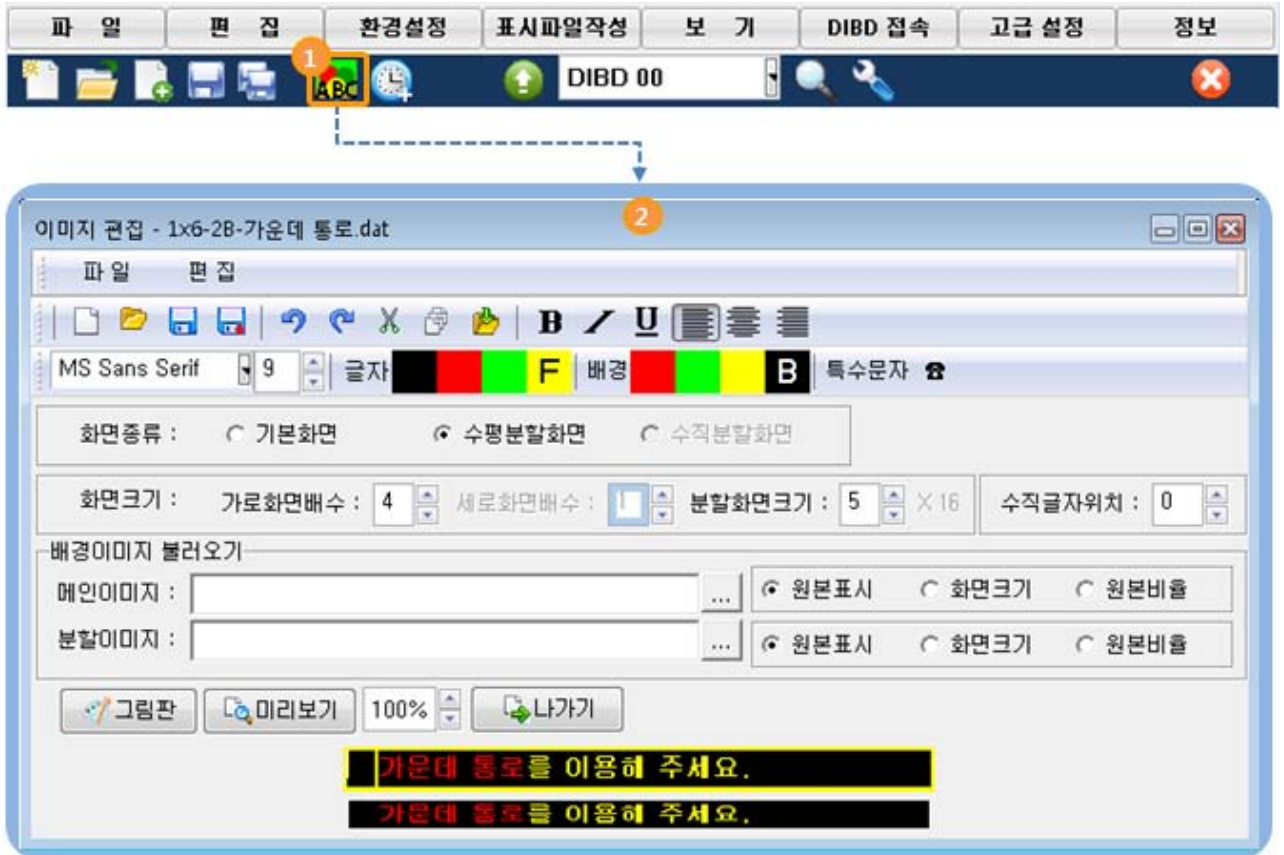 파 일 편 집 환경설정 표시파일작성 보 기 DIBD 접속 고급 설정 정보
1 ABC DIBD 00
2
이미지 편집 - 1x6-2B-가운데 통로.dat
파 일 편 집
B I U
MS Sans Serif 9 글자 F 배경 B 특수문자 ☎
화면종류 : 기본화면 수평분할화면 수직분할화면
화면크기 : 가로화면배수 : 4 세로화면배수 : 1 분할화면크기 : 5 X 16 수직글자위치 : 0
배경이미지 불러오기
메인이미지 : ... 원본표시 화면크기 원본비율
분할이미지 : ... 원본표시 화면크기 원본비율
그림판 미리보기 100% 나가기
가운데 통로를 이용해 주세요.
가운데 통로를 이용해 주세요.